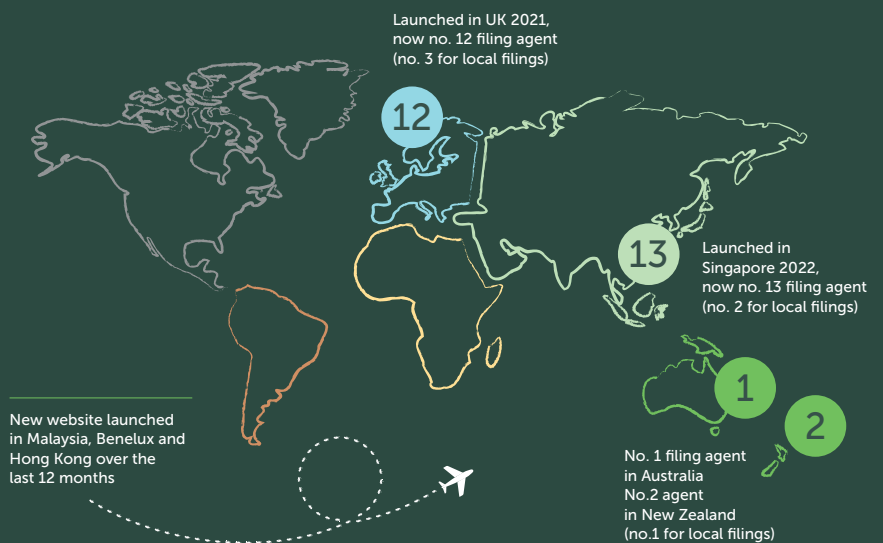 Launched in UK 2021,
now no. 12 filing agent
(no. 3 for local filings)
12
13
Launched in
Singapore 2022,
now no. 13 filing agent
(no. 2 for local filings)
1
2
New website launched
in Malaysia, Benelux and
Hong Kong over the
last 12 months
No. 1 filing agent
in Australia
No.2 agent
in New Zealand
(no.1 for local filings)